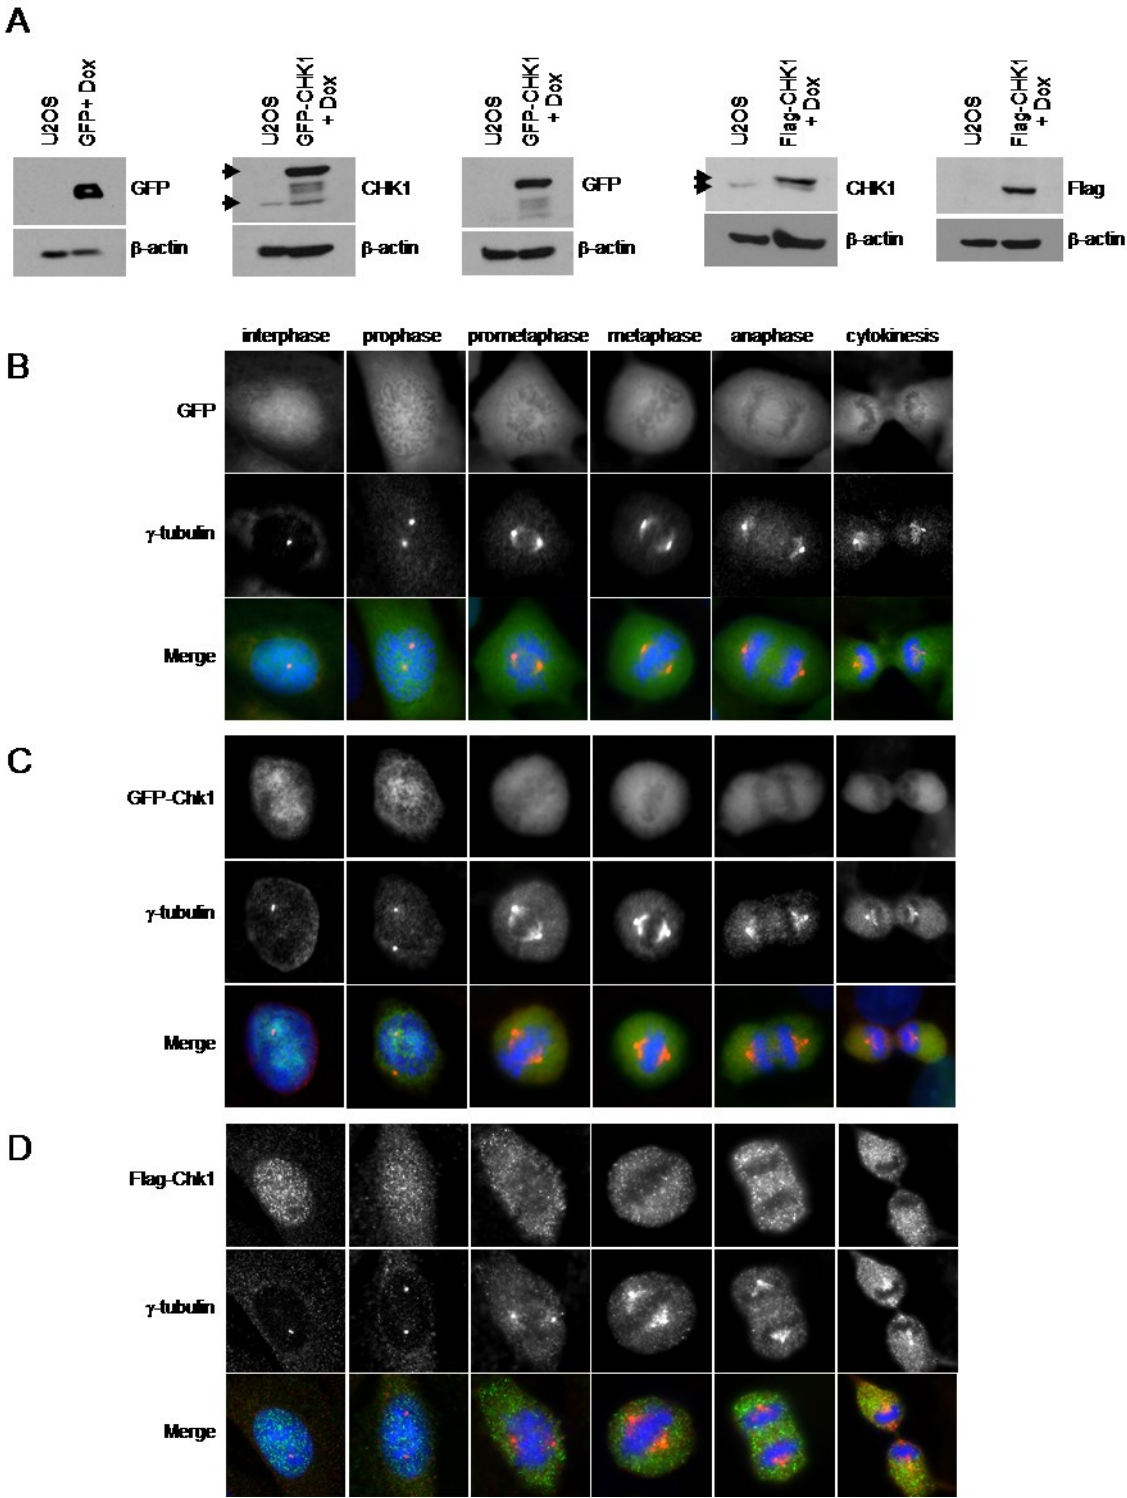 A
U2OS
GFP+ Dox
U2OS
GFP-CHK1
+ Dox
U2OS
GFP-CHK1
+ Dox
U2OS
Flag-CHK1
+ Dox
U2OS
Flag-CHK1
+ Dox
GFP
CHK1
GFP
CHK1
Flag
β-actin
β-actin
β-actin
β-actin
β-actin
interphase prophase prometaphase metaphase anaphase cytokinesis
B
GFP
γ-tubulin
Merge
C
GFP-Chk1
γ-tubulin
Merge
D
Flag-Chk1
γ-tubulin
Merge